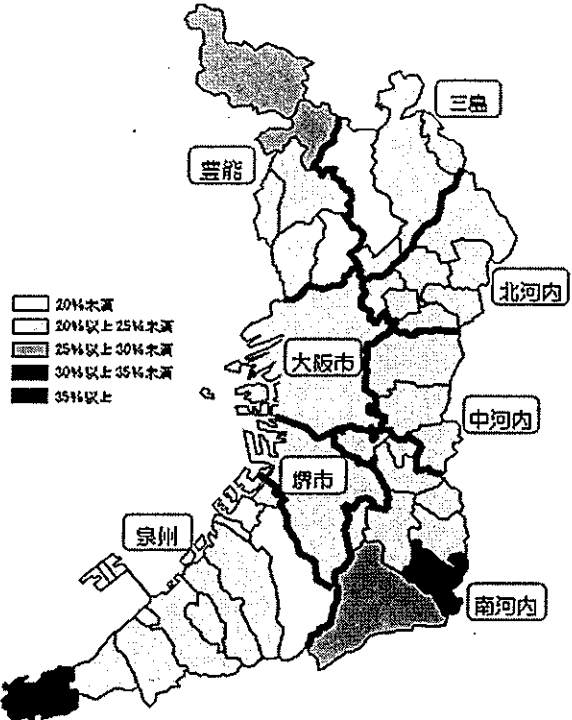 三島
豊能
北河内
20%未満
20%以上25%未満
25%以上30%未満
30%以上35%未満
35%以上
大阪市
中河内
堺市
泉州
南河内